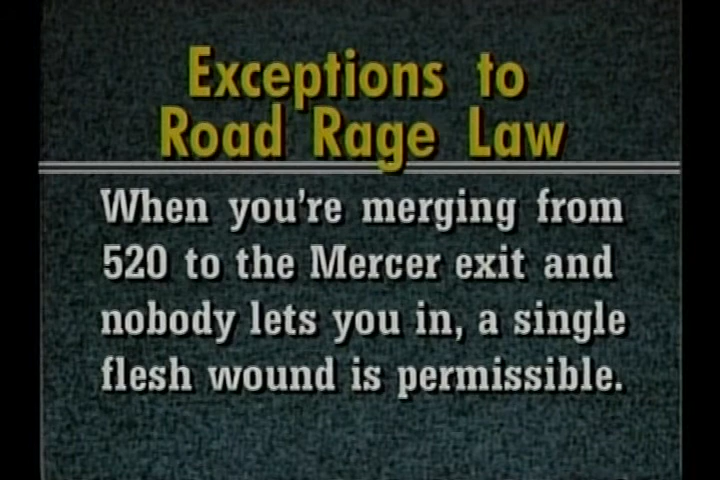 Exceptions to
Road Rage Law
When you're merging from
520 to the Mercer exit and
nobody lets you in, a single
flesh wound is permissible.